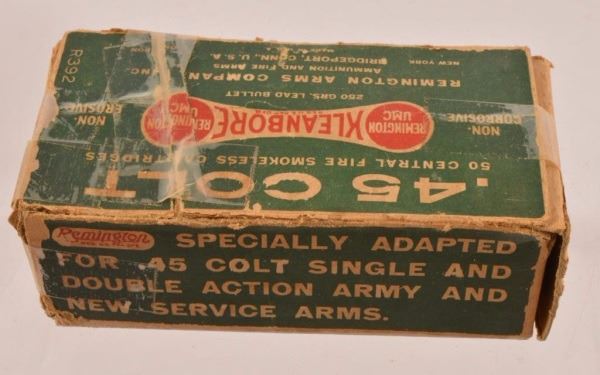 .45 COLT
50 CENTRAL FIRE SMOKELESS CARTRIDGES
NON-
CORROSIVE
REMINGTON
UMC
KLEANBORE
REMINGTON
UMC
NON-
EROSIVE
250 GRS. LEAD BULLET
REMINGTON ARMS COMPAN INC.
AMMUNITION AND FIRE ARMS
NEW YORK BRIDGEPORT, CONN., U.S.A.
R392
Remington
SPECIALLY ADAPTED
FOR .45 COLT SINGLE AND
DOUBLE ACTION ARMY AND
NEW SERVICE ARMS.